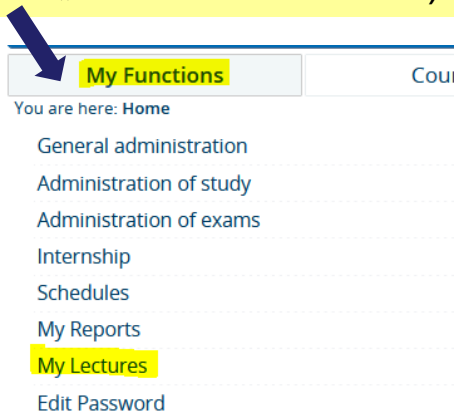 My Functions Cour
You are here: Home
General administration
Administration of study
Administration of exams
Internship
Schedules
My Reports
My Lectures
Edit Password